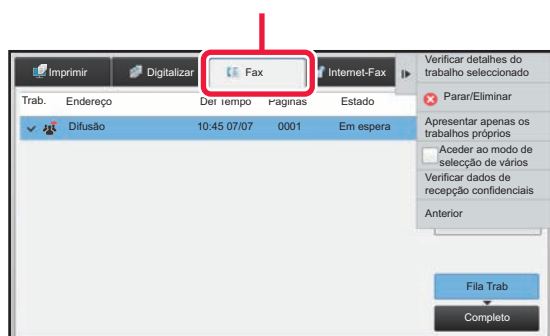 Imprimir
Digitalizar
Fax
Internet-Fax
Verificar detalhes do
trabalho seleccionado
Parar/Eliminar
Apresentar apenas os
trabalhos próprios
Aceder ao modo de
selecção de vários
Verificar dados de
recepção confidenciais
Anterior
Trab.
Endereço
Def Tempo
Páginas
Estado
Difusão
10:45 07/07
0001
Em espera
Fila Trab
Completo